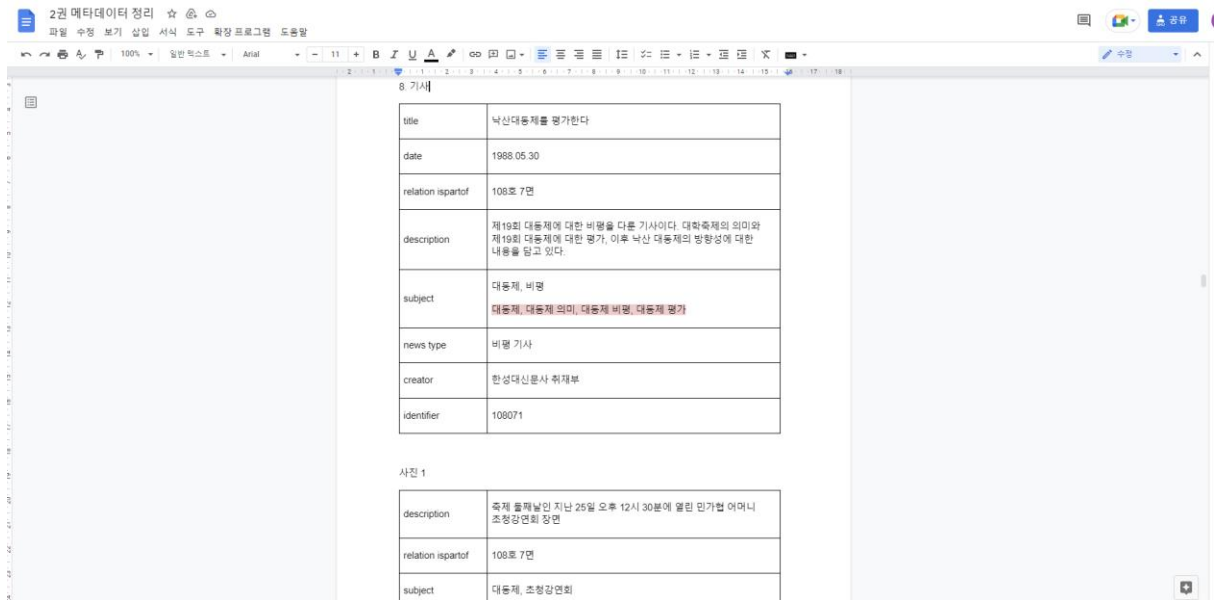 2권 메타데이터 정리
파일 수정 보기 삽입 서식 도구 확장 프로그램 도움말
공유
100% 일반 텍스트 Arial - 11 + B I U A
수정
8. 기사
title 낙산대동제를 평가한다
date 1988.05.30
relation ispartof 108호 7면
description 제19회 대동제에 대한 비평을 다룬 기사이다. 대학축제의 의미와
제19회 대동제에 대한 평가, 이후 낙산 대동제의 방향성에 대한
내용을 담고 있다.
subject 대동제, 비평
대동제, 대동제 의미, 대동제 비평, 대동제 평가
news type 비평 기사
creator 한성대신문사 취재부
identifier 108071
사진 1
description 축제 둘째날인 지난 25일 오후 12시 30분에 열린 민가협 어머니
초청강연회 장면
relation ispartof 108호 7면
subject 대동제, 초청강연회